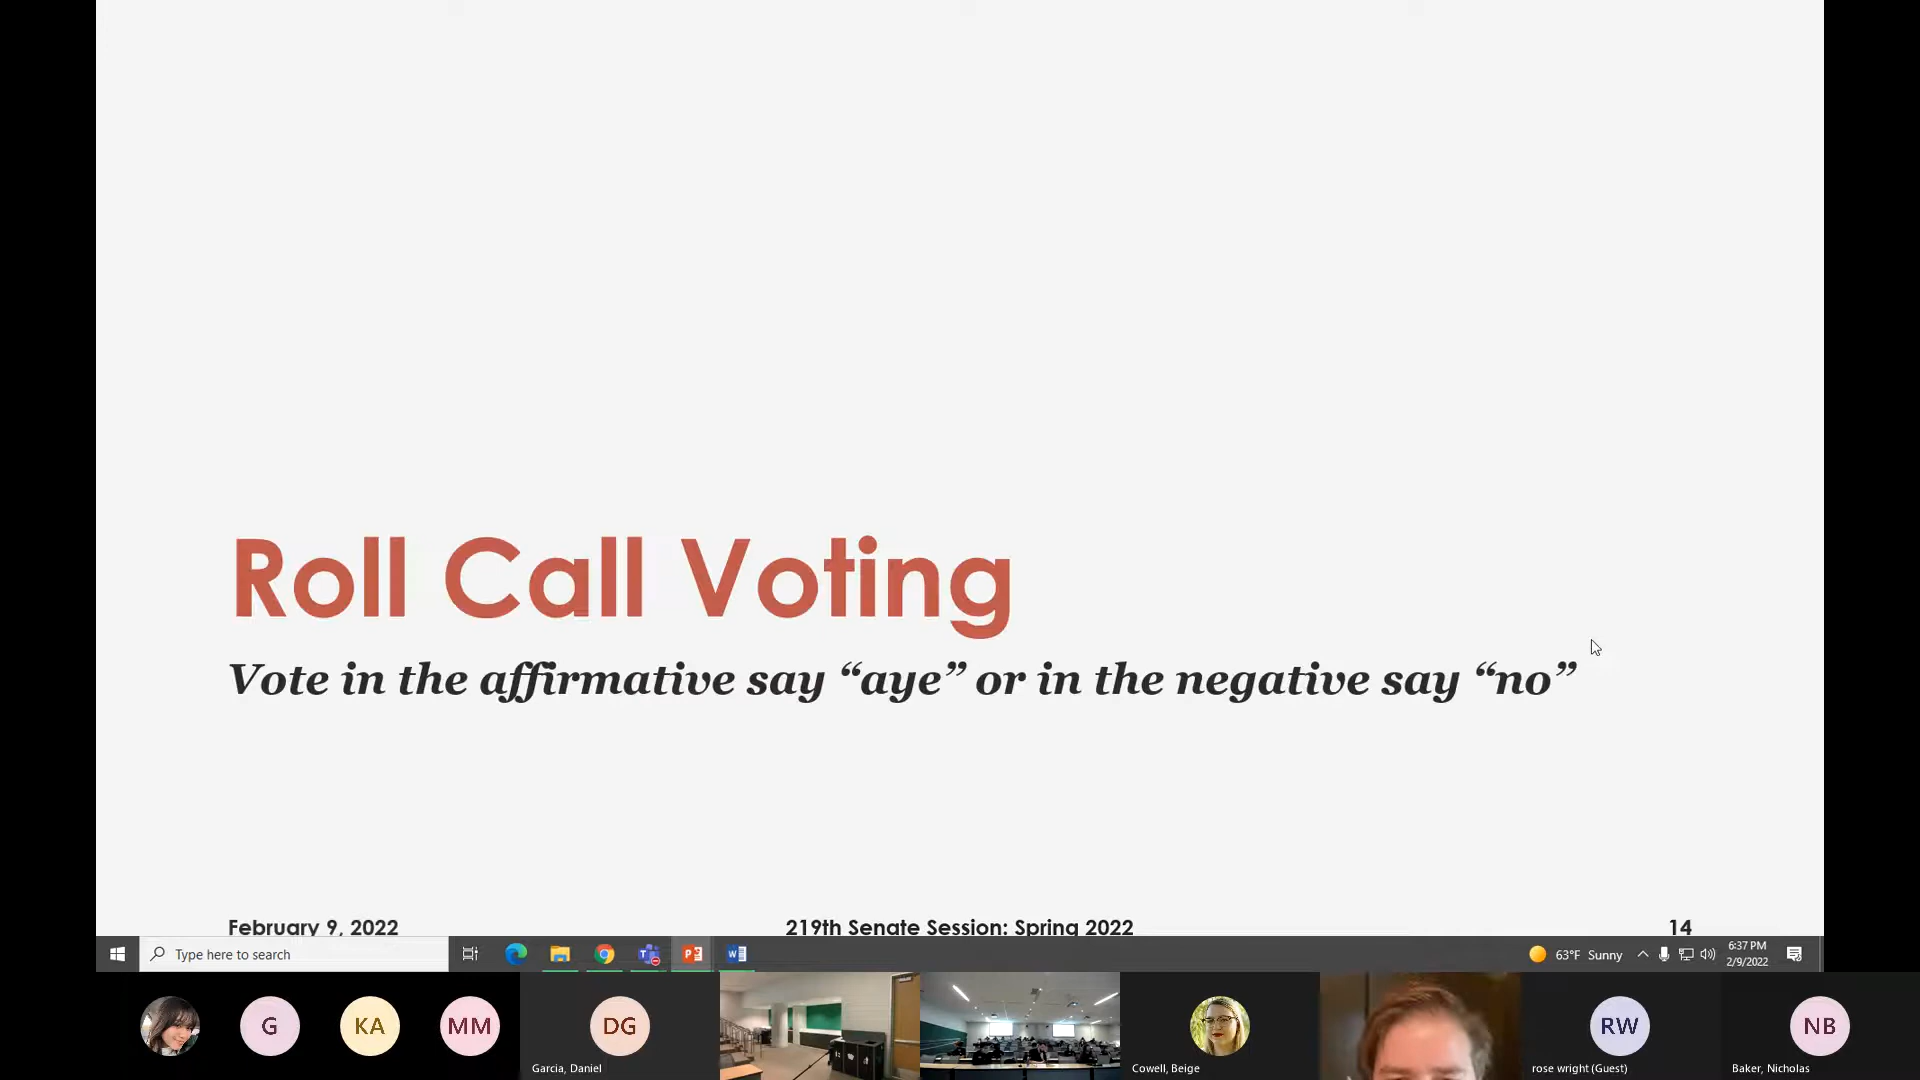 Roll Call Voting
Vote in the affirmative say “aye” or in the negative say “no”
February 9, 2022
219th Senate Session: Spring 2022
14
Type here to search
63°F Sunny
6:37 PM
2/9/2022
G
KA
MM
DG
RW
NB
Garcia, Daniel
Cowell, Beige
rose wright (Guest)
Baker, Nicholas